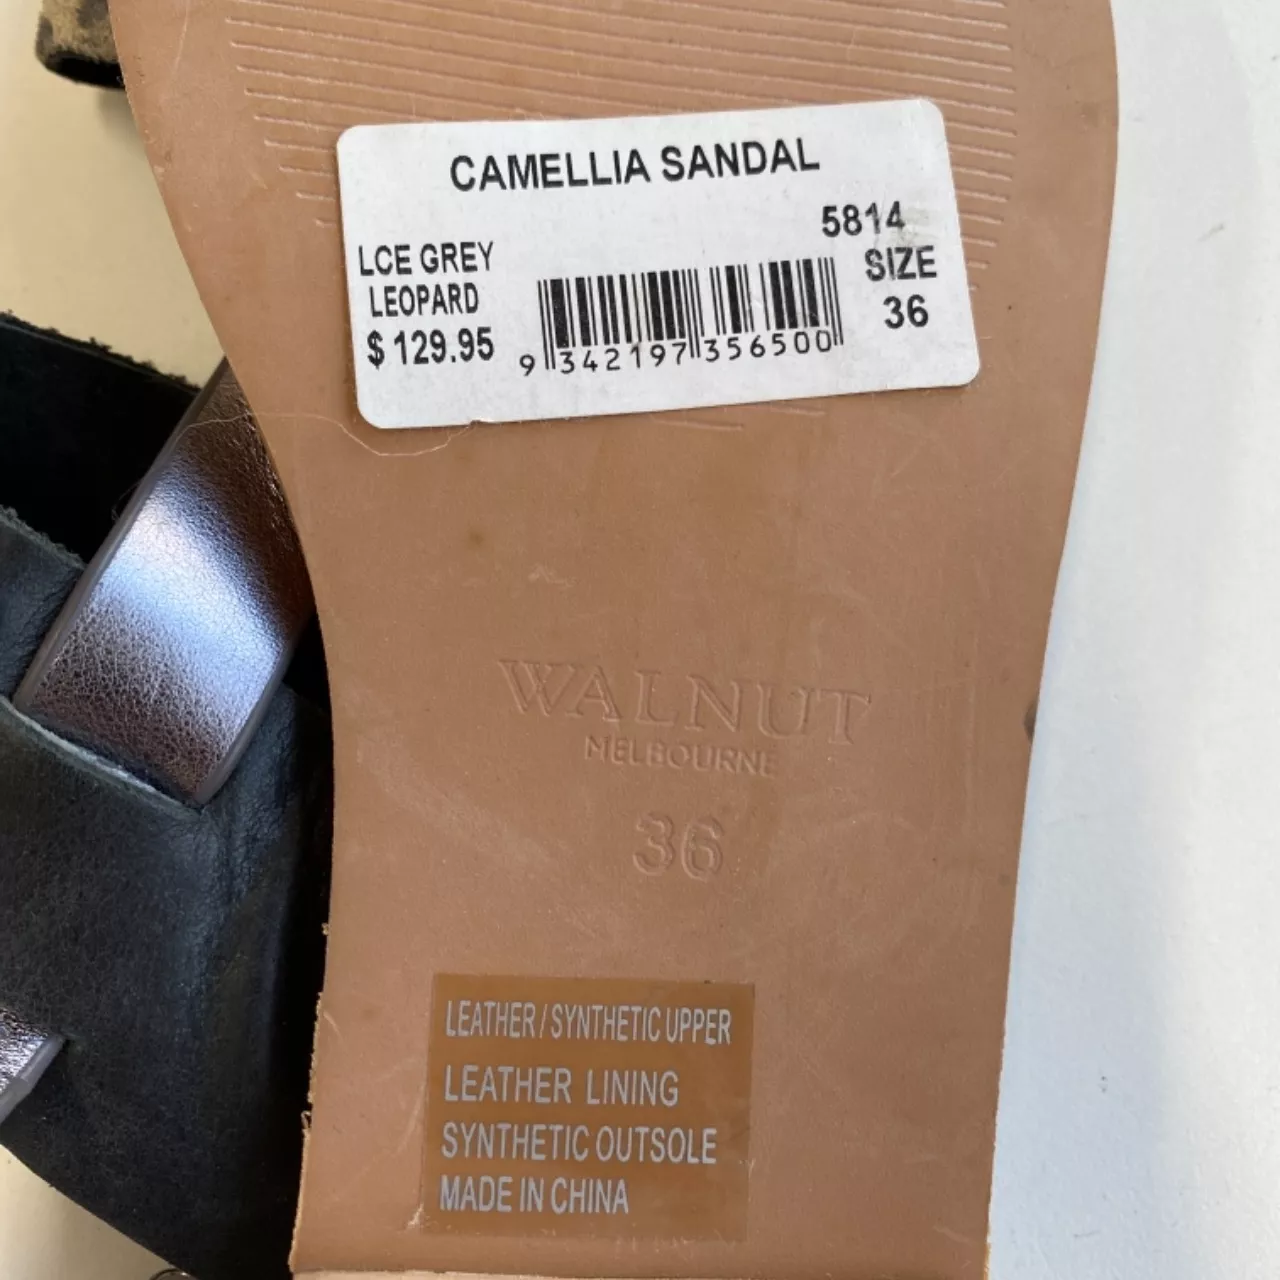 CAMELLIA SANDAL
5814
LCE GREY
LEOPARD
$ 129.95
9 342197 356500
SIZE
36
WALNUT
MELBOURNE
36
LEATHER / SYNTHETIC UPPER
LEATHER LINING
SYNTHETIC OUTSOLE
MADE IN CHINA